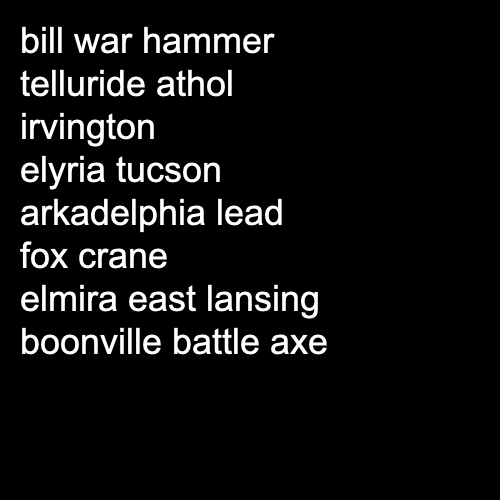 bill war hammer
telluride athol
irvington
elyria tucson
arkadelphia lead
fox crane
elmira east lansing
boonville battle axe